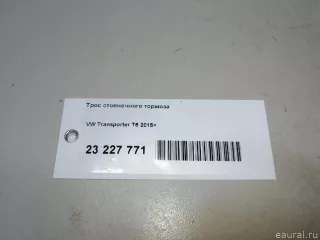 Трос стояночного тормоза
VW Transporter T6 2015>
23 227 771
eaural.ru/